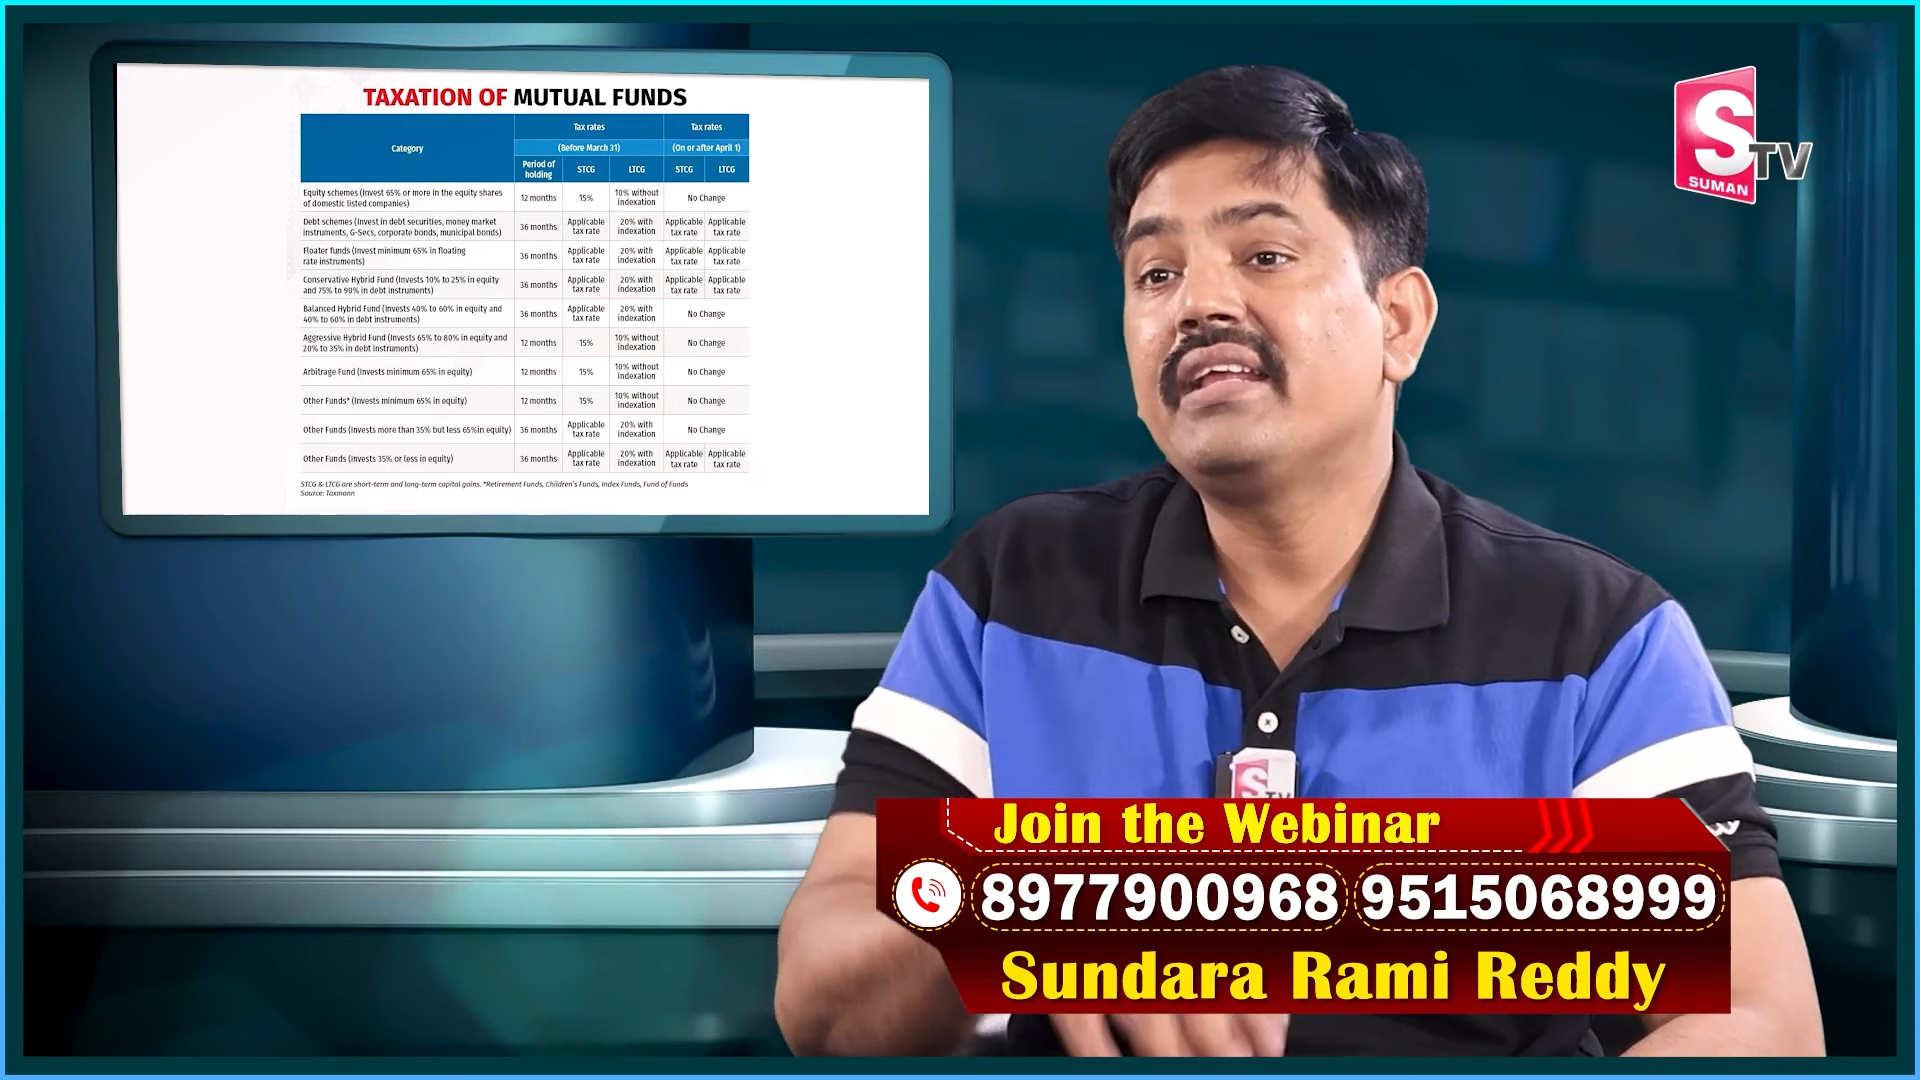 TAXATION OF MUTUAL FUNDS
Category
Tax rates
Tax rates
(Before March 31)
(On or after April 1)
Period of holding
STCG
LTCG
STCG
LTCG
Equity schemes (Invest 65% or more in the equity shares
of domestic listed companies)
12 months
15%
10% without
indexation
No Change
Debt schemes (Invest in debt securities, money market
instruments, G-Secs, corporate bonds, municipal bonds)
36 months
Applicable
tax rate
20% with
indexation
Applicable
tax rate
Applicable
tax rate
Floater funds (Invest minimum 65% in floating
rate instruments)
36 months
Applicable
tax rate
20% with
indexation
Applicable
tax rate
Applicable
tax rate
Conservative Hybrid Fund (Invests 10% to 25% in equity
and 75% to 90% in debt instruments)
36 months
Applicable
tax rate
20% with
indexation
Applicable
tax rate
Applicable
tax rate
Balanced Hybrid Fund (Invests 40% to 60% in equity and
40% to 60% in debt instruments)
36 months
Applicable
tax rate
20% with
indexation
No Change
Aggressive Hybrid Fund (Invests 65% to 80% in equity and
20% to 35% in debt instruments)
12 months
15%
10% without
indexation
No Change
Arbitrage Fund (Invests minimum 65% in equity)
12 months
15%
10% without
indexation
No Change
Other Funds* (Invests minimum 65% in equity)
12 months
15%
10% without
indexation
No Change
Other Funds (Invests more than 35% but less 65%in equity)
36 months
Applicable
tax rate
20% with
indexation
No Change
Other Funds (Invests 35% or less in equity)
36 months
Applicable
tax rate
20% with
indexation
Applicable
tax rate
Applicable
tax rate
STCG & LTCG are short-term and long-term capital gains. *Retirement Funds, Children's Funds, Index Funds, Fund of Funds
Source: Taxmann
S TV
SUMAN
S TV
Join the Webinar
8977900968 9515068999
Sundara Rami Reddy